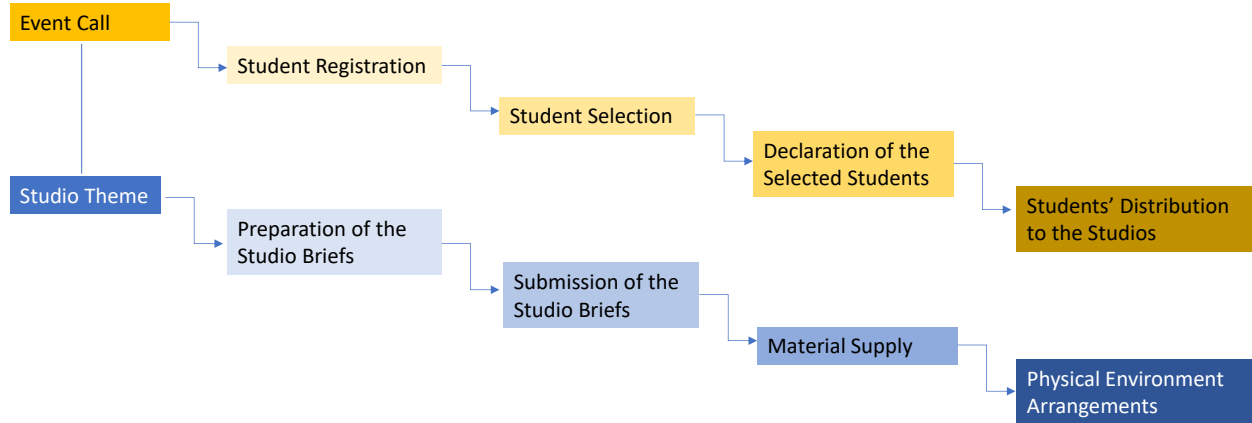 Event Call
Student Registration
Student Selection
Declaration of the
Selected Students
Students’ Distribution
to the Studios
Studio Theme
Preparation of the
Studio Briefs
Submission of the
Studio Briefs
Material Supply
Physical Environment
Arrangements